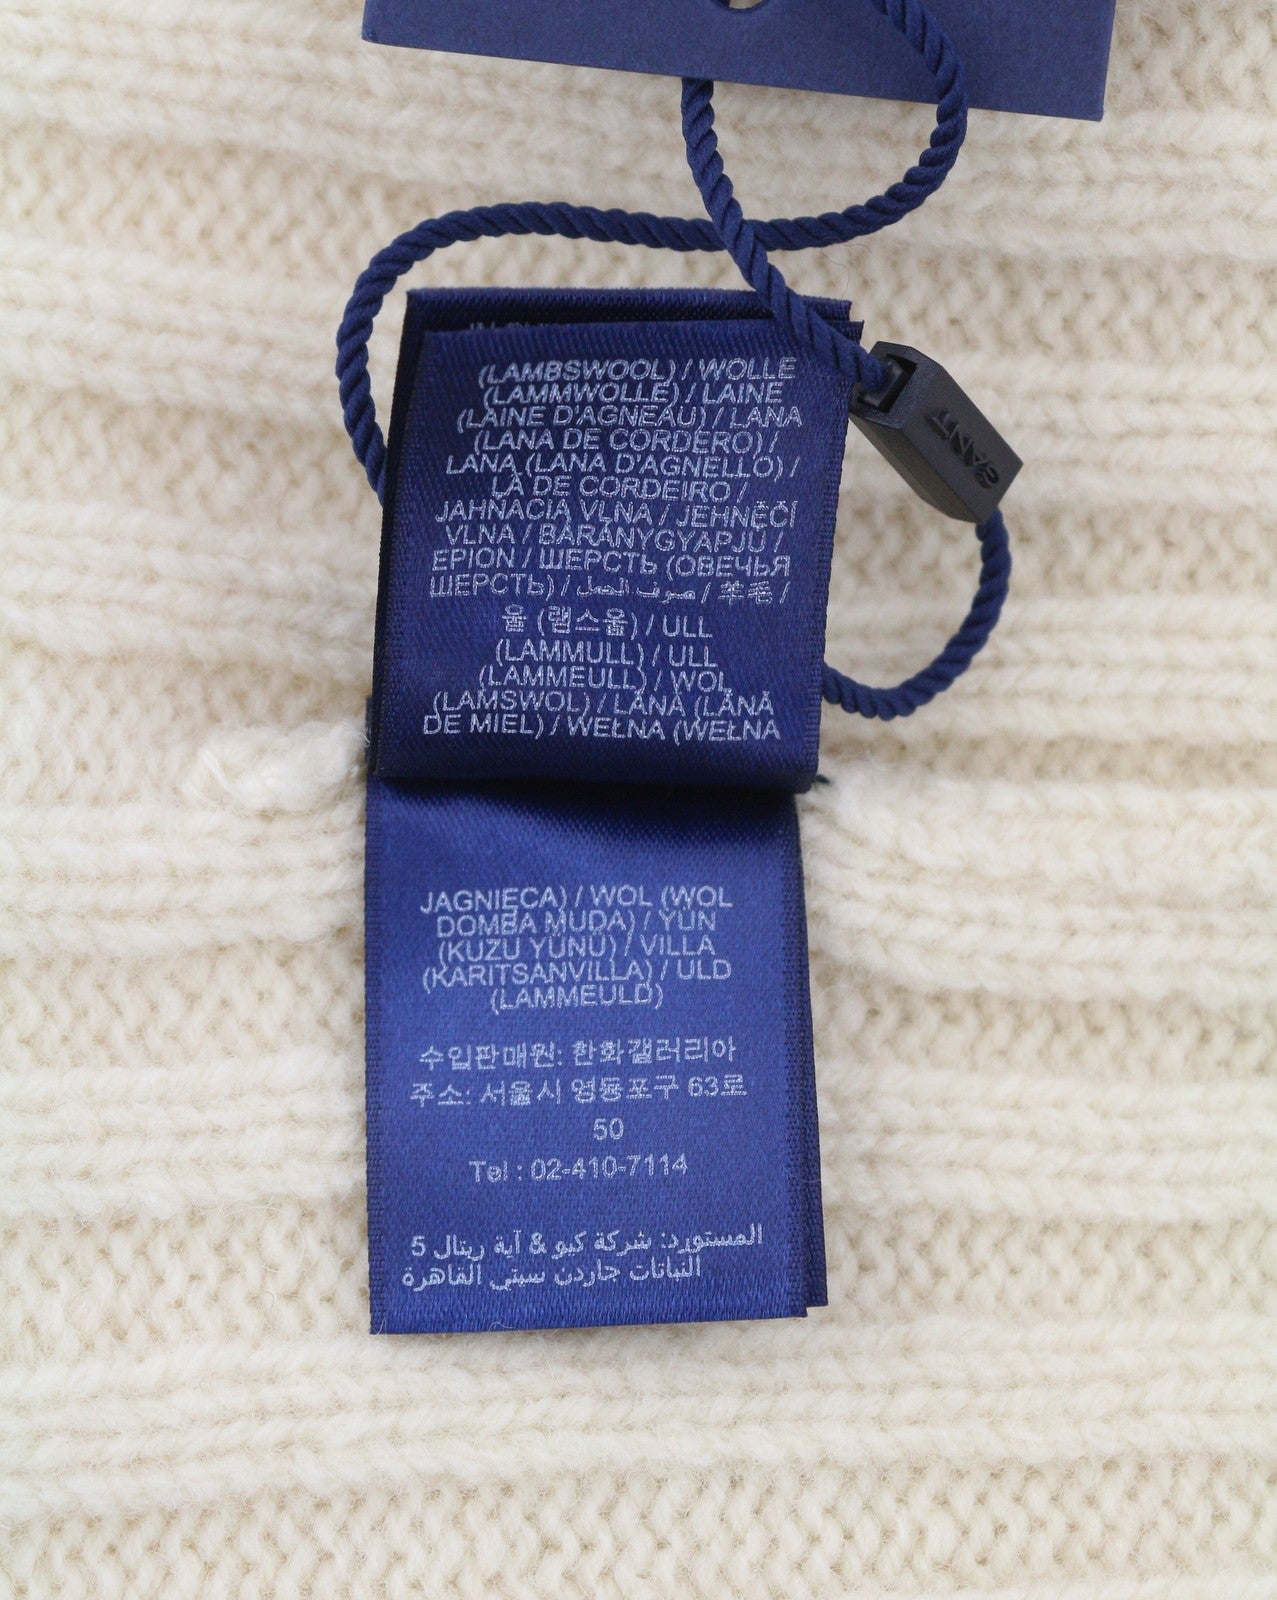 (LAMBSWOOL) / WOLLE
(LAMMWOLLE) / LAINE
(LAINE D'AGNEAU) / LANA
(LANA DE CORDERO) /
LANA (LANA D'AGNELLO) /
LÃ DE CORDEIRO /
JAHŇACIA VLNA / JEHNĚČÍ
VLNA / BÁRÁNYGYAPJÚ /
EPION / ШЕРСТЬ (ОВЕЧЬЯ
ШЕРСТЬ) / صوف الحمل / 羊毛 /
울 (램스울) / ULL
(LAMMULL) / ULL
(LAMMEULL) / WOL
(LAMSWOL) / LÂNĂ (LÂNĂ
DE MIEL) / WEŁNA (WEŁNA
JAGNIĘCA) / WOL (WOL
DOMBA MUDA) / YÜN
(KUZU YÜNÜ) / VILLA
(KARITSANVILLA) / ULD
(LAMMEULD)
수입판매원: 한화갤러리아
주소: 서울시 영등포구 63로
50
Tel : 02-410-7114
المستورد: شركة كيو & آية ريتال 5
النباتات جاردن سيتي القاهرة
GANT